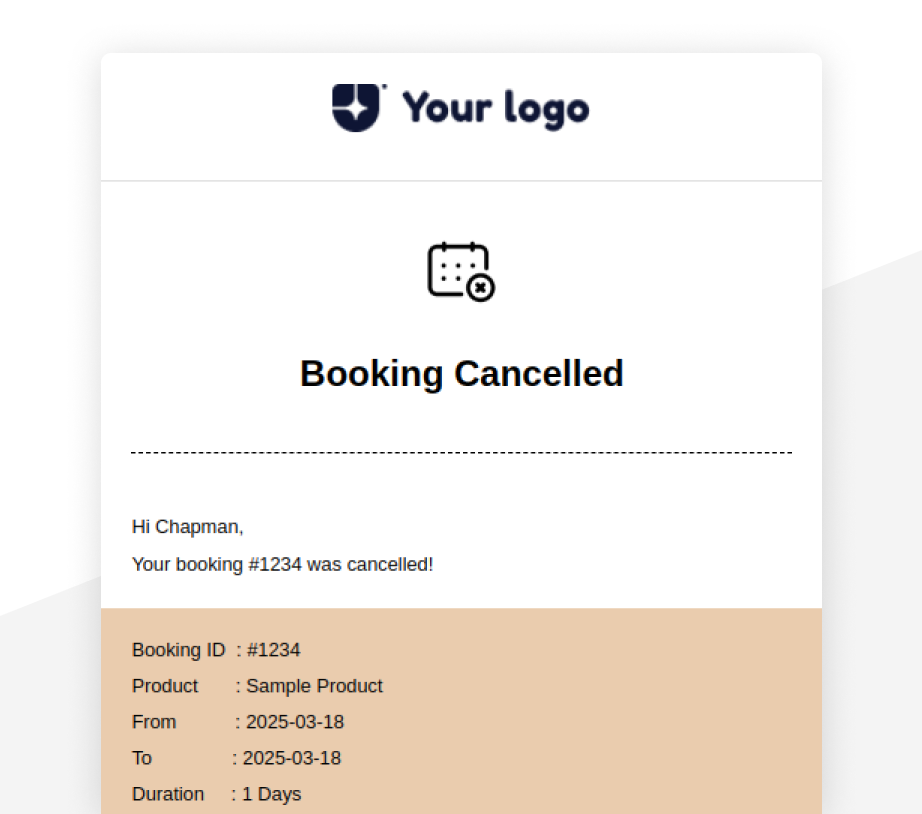 Your logo
Booking Cancelled
Hi Chapman,
Your booking #1234 was cancelled!
Booking ID : #1234
Product : Sample Product
From : 2025-03-18
To : 2025-03-18
Duration : 1 Days